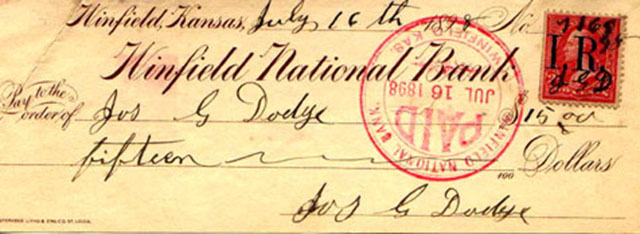 Winfield, Kansas, July 16 th 1898 No.
Winfield National Bank
Pay to the order of Jos G Dodge 15 00
fifteen 100 Dollars
Jos G Dodge
WINFIELD NATIONAL BANK
WINFIELD KAS
JUL 16 1898
PAID
I.R.